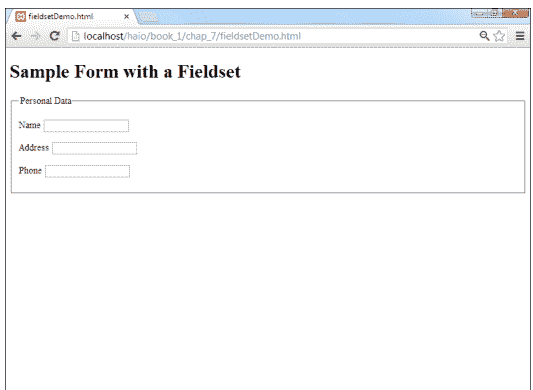 fieldsetDemo.html
localhost/haio/book_1/chap_7/fieldsetDemo.html
Sample Form with a Fieldset
Personal Data
Name
Address
Phone